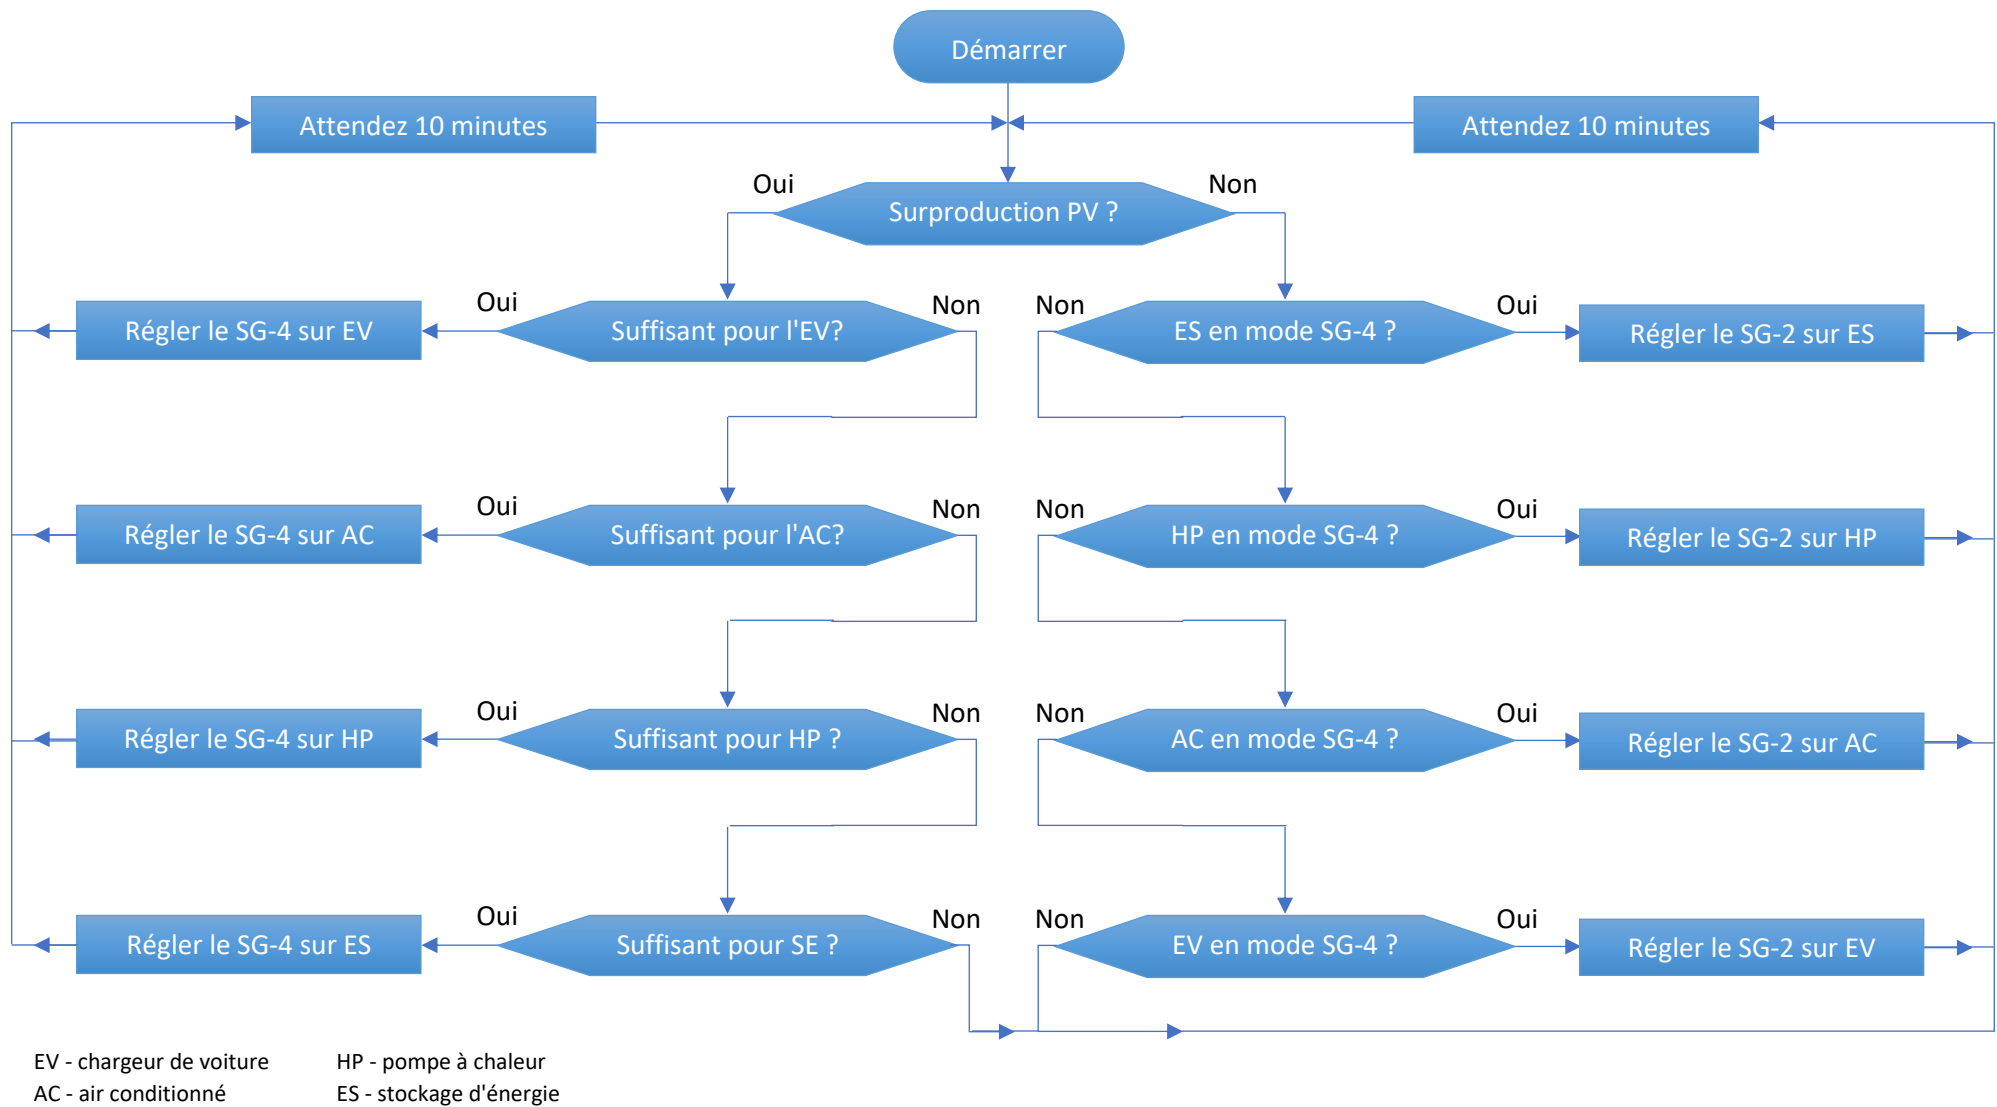 Démarrer
Attendez 10 minutes
Attendez 10 minutes
Oui
Non
Surproduction PV ?
Oui
Non
Non
Oui
Régler le SG-4 sur EV
Suffisant pour l'EV?
ES en mode SG-4 ?
Régler le SG-2 sur ES
Oui
Non
Non
Oui
Régler le SG-4 sur AC
Suffisant pour l'AC?
HP en mode SG-4 ?
Régler le SG-2 sur HP
Oui
Non
Non
Oui
Régler le SG-4 sur HP
Suffisant pour HP ?
AC en mode SG-4 ?
Régler le SG-2 sur AC
Oui
Non
Non
Oui
Régler le SG-4 sur ES
Suffisant pour SE ?
EV en mode SG-4 ?
Régler le SG-2 sur EV
EV - chargeur de voiture
HP - pompe à chaleur
AC - air conditionné
ES - stockage d'énergie